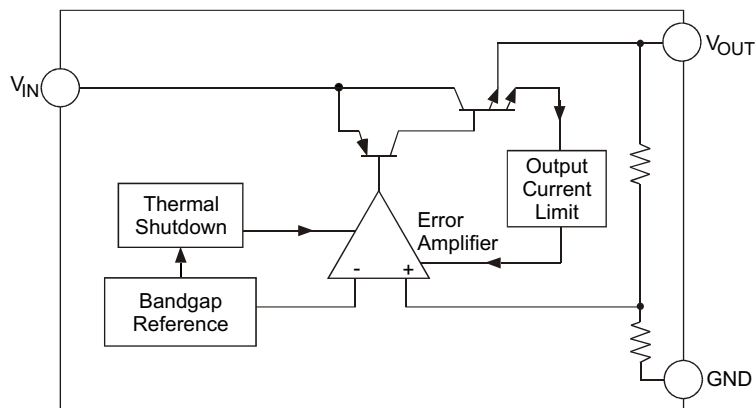 VOUT
VIN
Output
Current
Limit
Thermal
Shutdown
Error
Amplifier
- +
Bandgap
Reference
GND